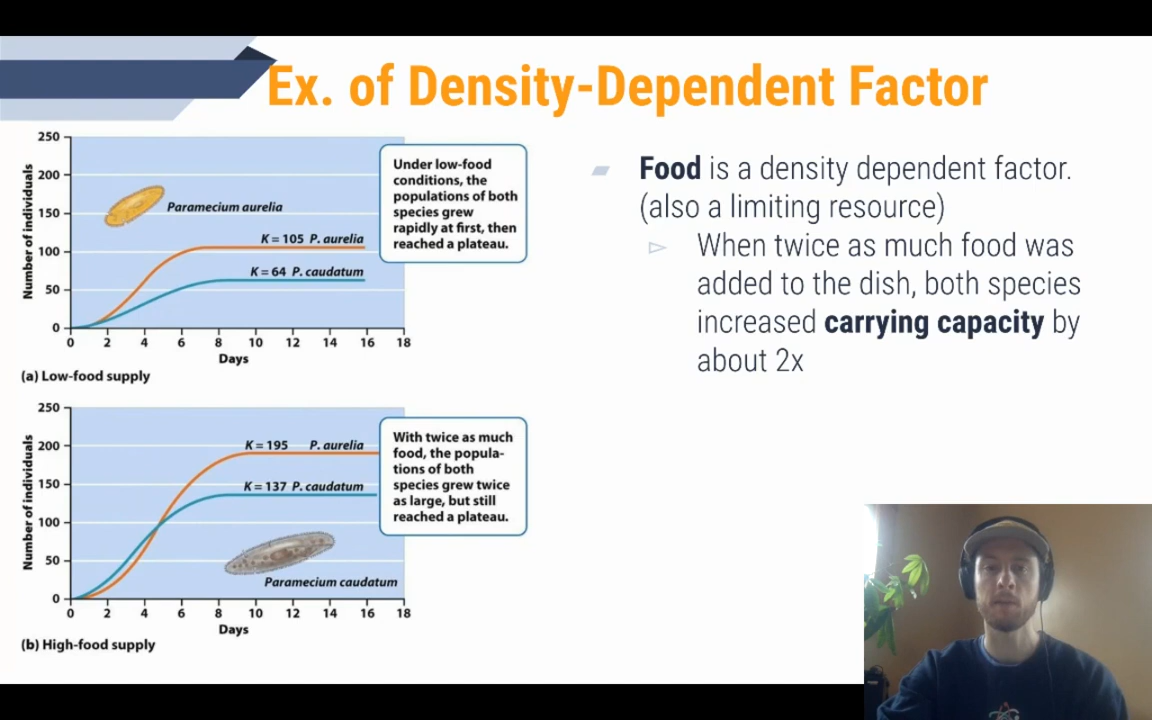 Ex. of Density-Dependent Factor
250
200
150
100
50
0
Number of individuals
Paramecium aurelia
K = 105 P. aurelia
K = 64 P. caudatum
0 2 4 6 8 10 12 14 16 18
Days
(a) Low-food supply
Under low-food
conditions, the
populations of both
species grew
rapidly at first, then
reached a plateau.
250
200
150
100
50
0
Number of individuals
K = 195 P. aurelia
K = 137 P. caudatum
Paramecium caudatum
0 2 4 6 8 10 12 14 16 18
Days
(b) High-food supply
With twice as much
food, the popula-
tions of both
species grew twice
as large, but still
reached a plateau.
Food is a density dependent factor.
(also a limiting resource)
When twice as much food was
added to the dish, both species
increased carrying capacity by
about 2x